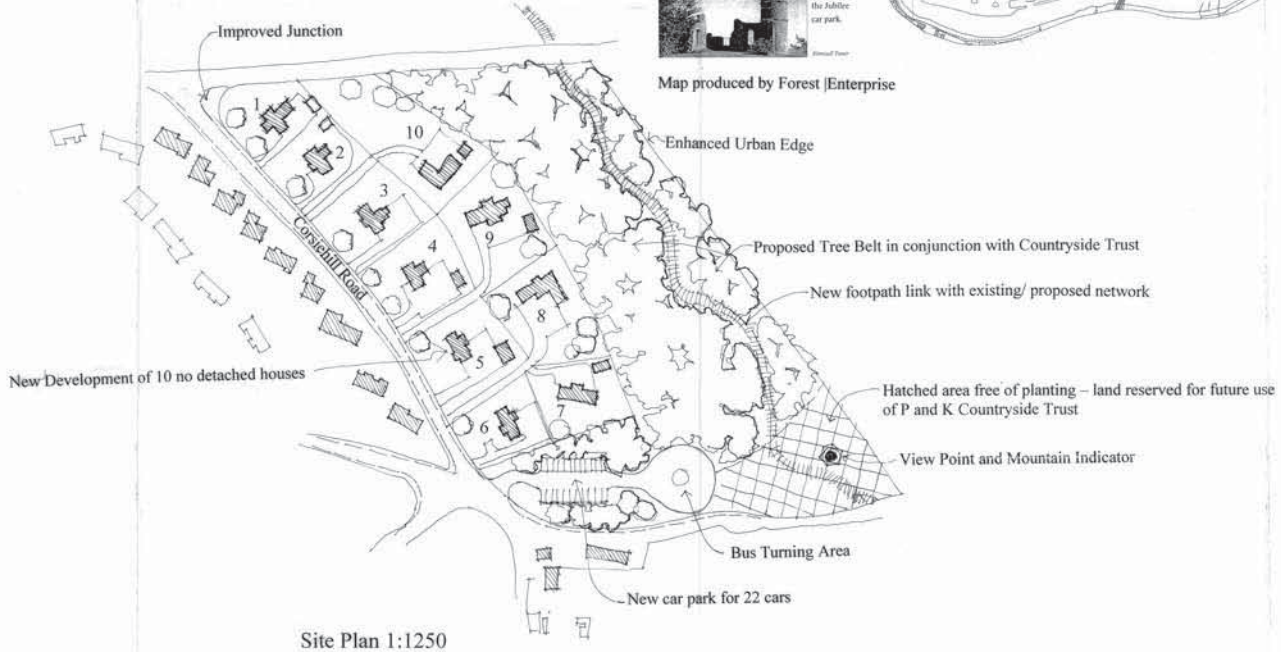 the Jubilee
car park.
Map produced by Forest |Enterprise
Improved Junction
Enhanced Urban Edge
Proposed Tree Belt in conjunction with Countryside Trust
New footpath link with existing/ proposed network
Hatched area free of planting – land reserved for future use
of P and K Countryside Trust
View Point and Mountain Indicator
Bus Turning Area
New car park for 22 cars
New Development of 10 no detached houses
Corsiehill Road
1
2
3
4
5
6
7
8
9
10
Site Plan 1:1250